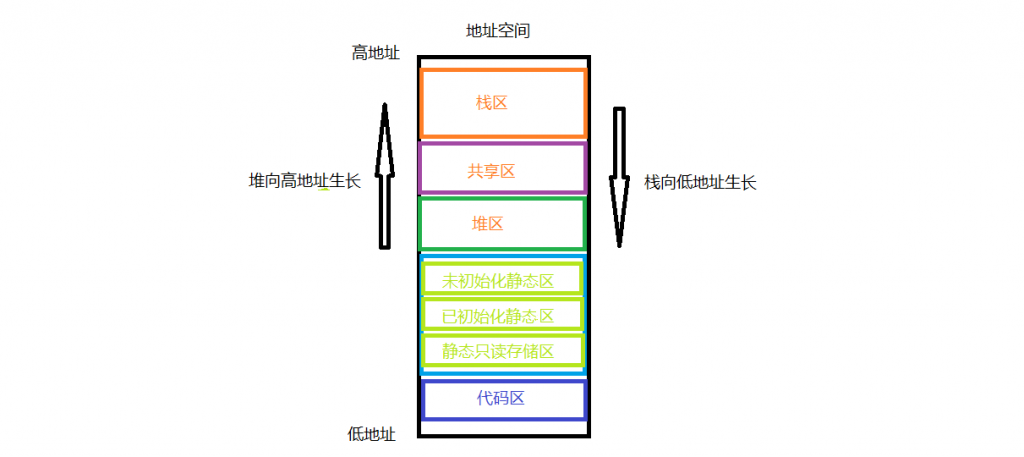 地址空间
高地址
栈区
共享区
堆向高地址生长
栈向低地址生长
堆区
未初始化静态区
已初始化静态区
静态只读存储区
代码区
低地址